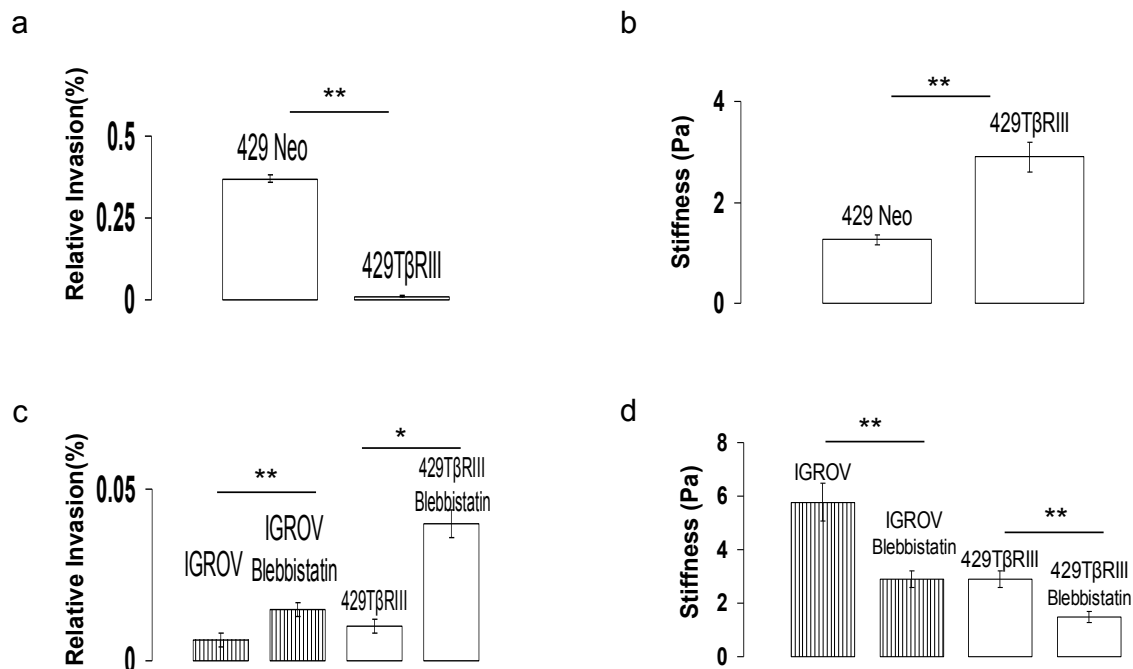 a
Relative Invasion(%)
0.5
0.25
0
**
429 Neo
429TβRIII
b
Stiffness (Pa)
4
2
0
**
429TβRIII
429 Neo
c
Relative Invasion(%)
0.05
0
*
**
429TβRIII
Blebbistatin
IGROV
Blebbistatin
IGROV
429TβRIII
d
Stiffness (Pa)
8
6
4
2
0
**
IGROV
IGROV
Blebbistatin
**
429TβRIII
429TβRIII
Blebbistatin